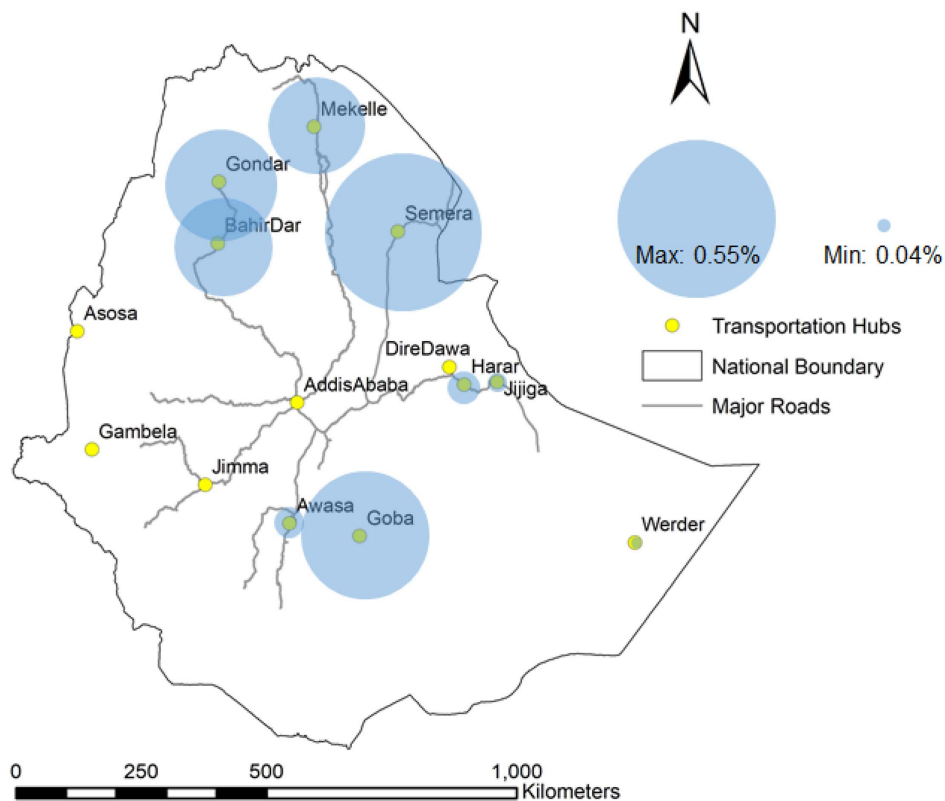 N
Mekelle
Gondar
BahirDar
Semera
Max: 0.55%
Min: 0.04%
Asosa
Transportation Hubs
DireDawa
Harar
National Boundary
Jijiga
AddisAbaba
Major Roads
Gambela
Jimma
Awasa
Goba
Werder
0 250 500 1,000
Kilometers